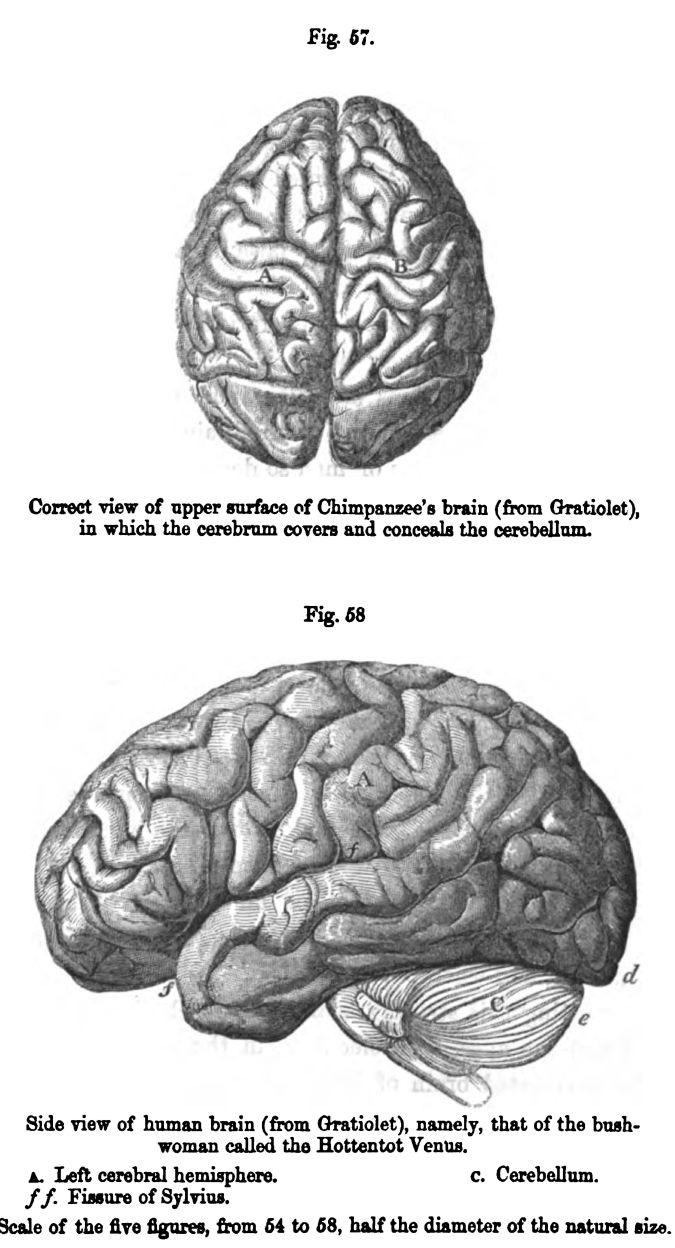 Fig. 57.
A
B
Correct view of upper surface of Chimpanzee's brain (from Gratiolet),
in which the cerebrum covers and conceals the cerebellum.
Fig. 58
A
f
f
d
C
e
Side view of human brain (from Gratiolet), namely, that of the bush-
woman called the Hottentot Venus.
A. Left cerebral hemisphere. C. Cerebellum.
f f. Fissure of Sylvius.
Scale of the five figures, from 54 to 58, half the diameter of the natural size.